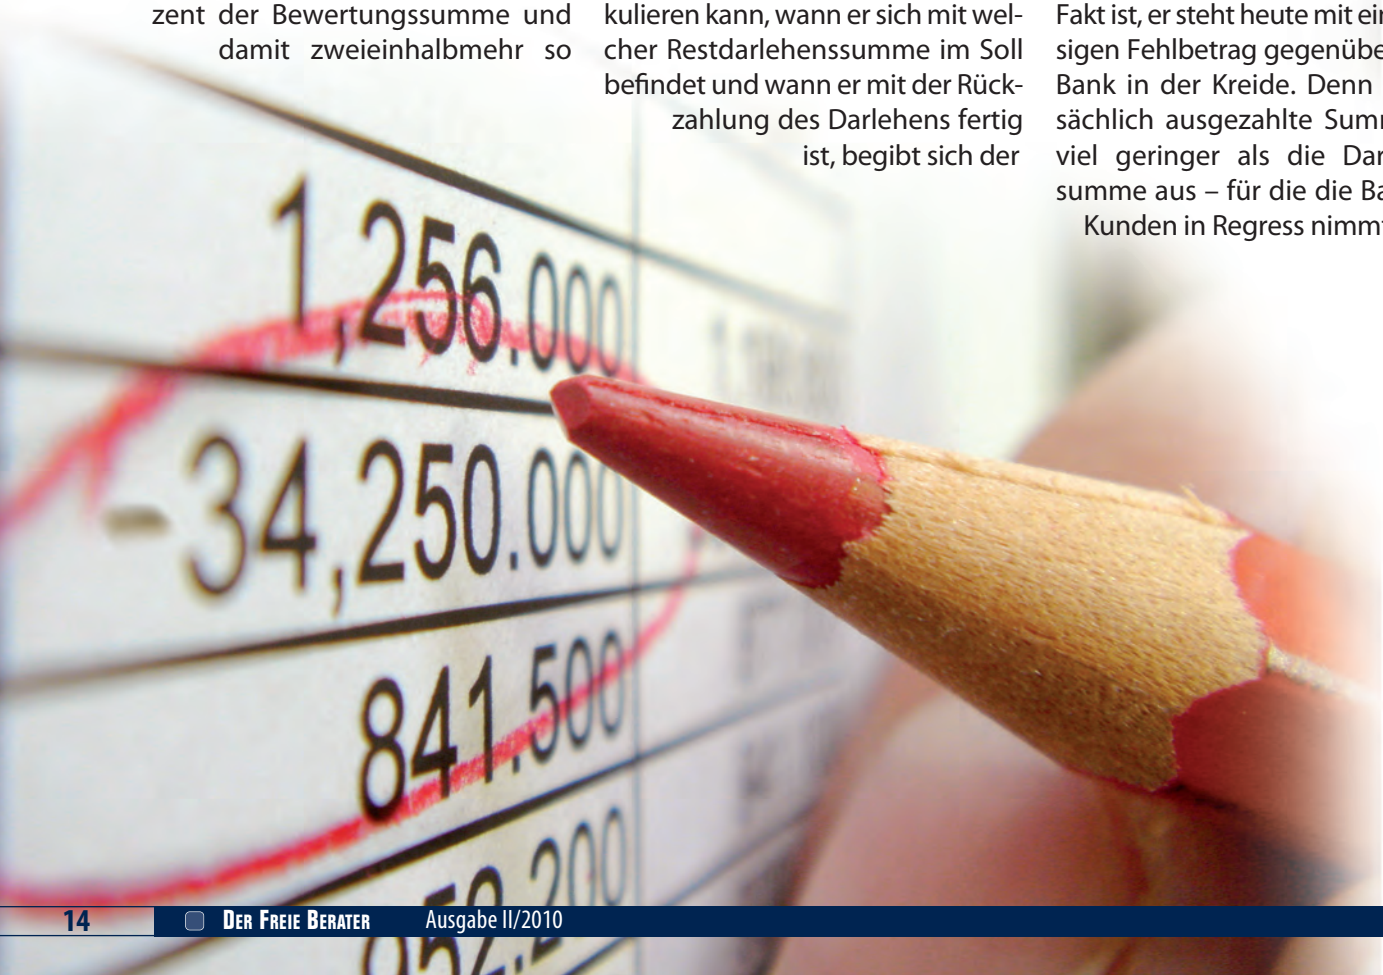 zent der Bewertungssumme und
damit zweieinhalbmehr so
kulieren kann, wann er sich mit wel-
cher Restdarlehenssumme im Soll
befindet und wann er mit der Rück-
zahlung des Darlehens fertig
ist, begibt sich der
Fakt ist, er steht heute mit ein
sigen Fehlbetrag gegenübe
Bank in der Kreide. Denn
sächlich ausgezahlte Sum
viel geringer als die Dar
summe aus – für die die Ba
Kunden in Regress nimm
1,256.000
-34,250.000
841.500
952.200
14
DER FREIE BERATER Ausgabe II/2010